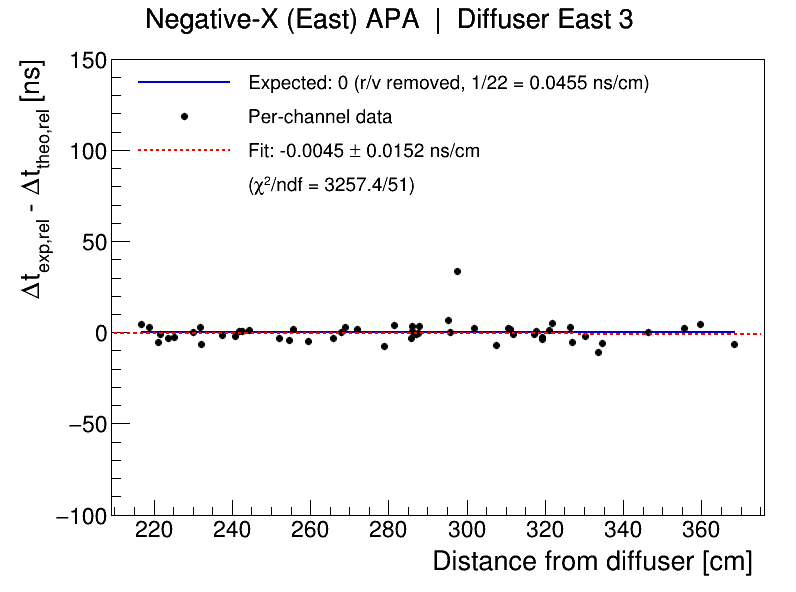 Negative-X (East) APA | Diffuser East 3
Δt_exp,rel - Δt_theo,rel [ns]
150
100
50
0
−50
−100
Expected: 0 (r/v removed, 1/22 = 0.0455 ns/cm)
Per-channel data
Fit: -0.0045 ± 0.0152 ns/cm
(χ²/ndf = 3257.4/51)
220 240 260 280 300 320 340 360
Distance from diffuser [cm]